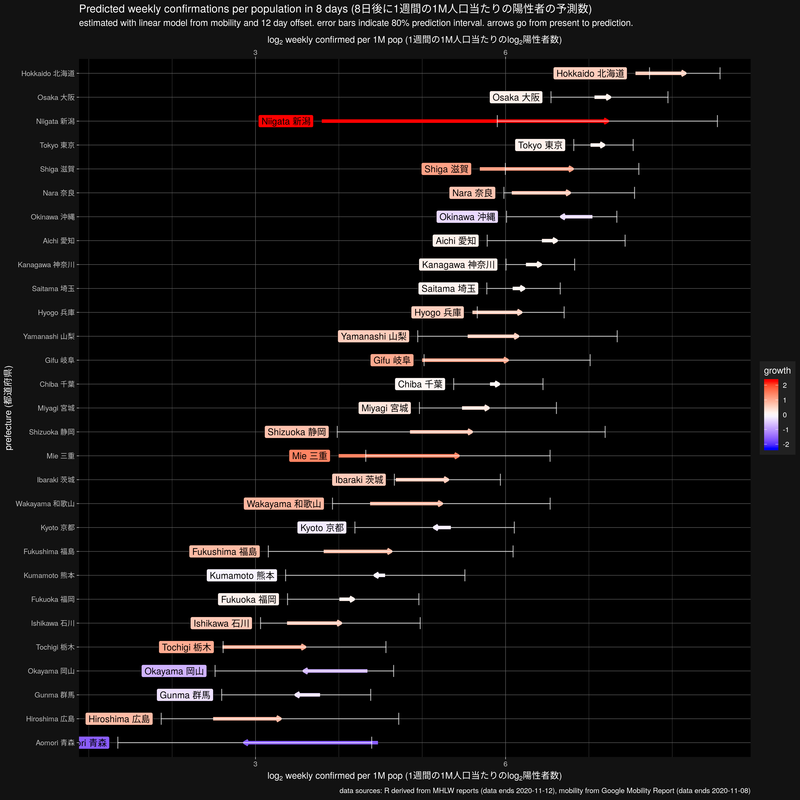 Predicted weekly confirmations per population in 8 days (8日後に1週間の1M人口当たりの陽性者の予測数)
estimated with linear model from mobility and 12 day offset. error bars indicate 80% prediction interval. arrows go from present to prediction.
log₂ weekly confirmed per 1M pop (1週間の1M人口当たりのlog₂陽性者数)
3 6
Hokkaido 北海道 Hokkaido 北海道
Osaka 大阪 Osaka 大阪
Niigata 新潟 Niigata 新潟
Tokyo 東京 Tokyo 東京
Shiga 滋賀 Shiga 滋賀
Nara 奈良 Nara 奈良
Okinawa 沖縄 Okinawa 沖縄
Aichi 愛知 Aichi 愛知
Kanagawa 神奈川 Kanagawa 神奈川
Saitama 埼玉 Saitama 埼玉
Hyogo 兵庫 Hyogo 兵庫
Yamanashi 山梨 Yamanashi 山梨
Gifu 岐阜 Gifu 岐阜
Chiba 千葉 Chiba 千葉
Miyagi 宮城 Miyagi 宮城
Shizuoka 静岡 Shizuoka 静岡
Mie 三重 Mie 三重
Ibaraki 茨城 Ibaraki 茨城
Wakayama 和歌山 Wakayama 和歌山
Kyoto 京都 Kyoto 京都
Fukushima 福島 Fukushima 福島
Kumamoto 熊本 Kumamoto 熊本
Fukuoka 福岡 Fukuoka 福岡
Ishikawa 石川 Ishikawa 石川
Tochigi 栃木 Tochigi 栃木
Okayama 岡山 Okayama 岡山
Gunma 群馬 Gunma 群馬
Hiroshima 広島 Hiroshima 広島
Aomori 青森 ri 青森
prefecture (都道府県)
growth
2
1
0
-1
-2
3 6
log₂ weekly confirmed per 1M pop (1週間の1M人口当たりのlog₂陽性者数)
data sources: R derived from MHLW reports (data ends 2020-11-12), mobility from Google Mobility Report (data ends 2020-11-08)